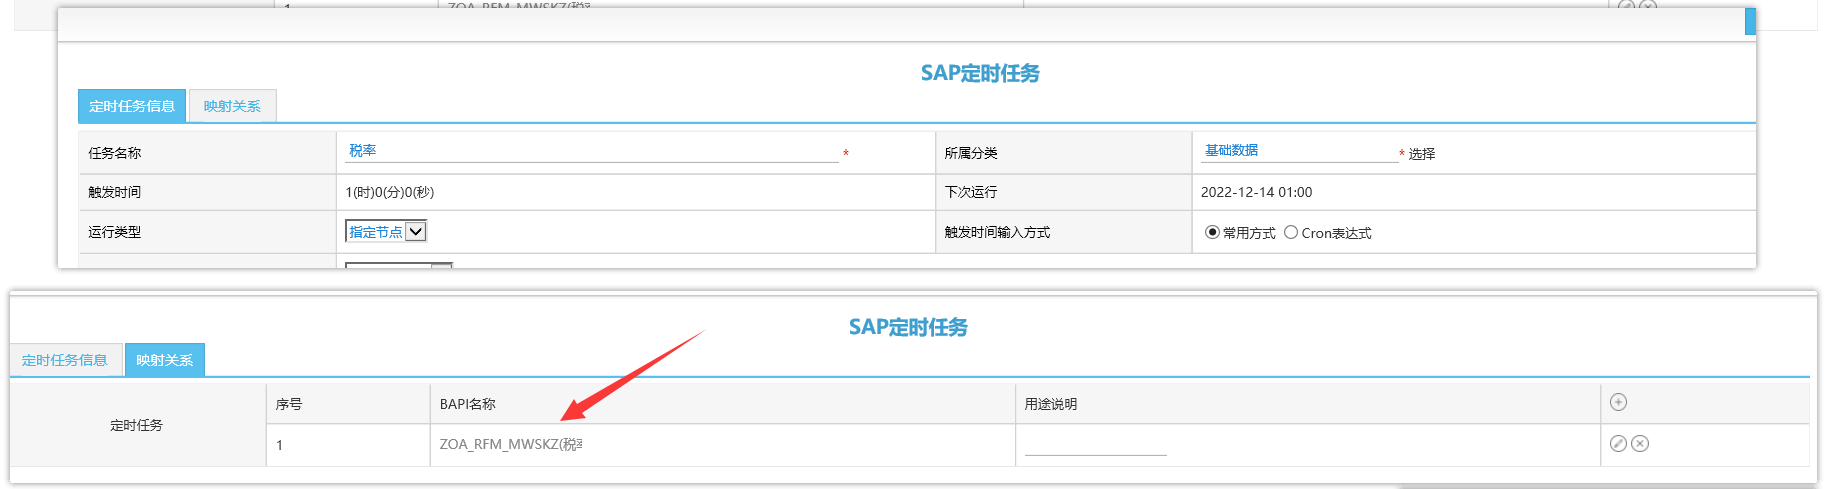 SAP定时任务
定时任务信息 映射关系
任务名称 税率 * 所属分类 基础数据 * 选择
触发时间 1(时)0(分)0(秒) 下次运行 2022-12-14 01:00
运行类型 指定节点 触发时间输入方式 常用方式 Cron表达式
SAP定时任务
定时任务信息 映射关系
序号 BAPI名称 用途说明
定时任务
1 ZOA_RFM_MWSKZ(税